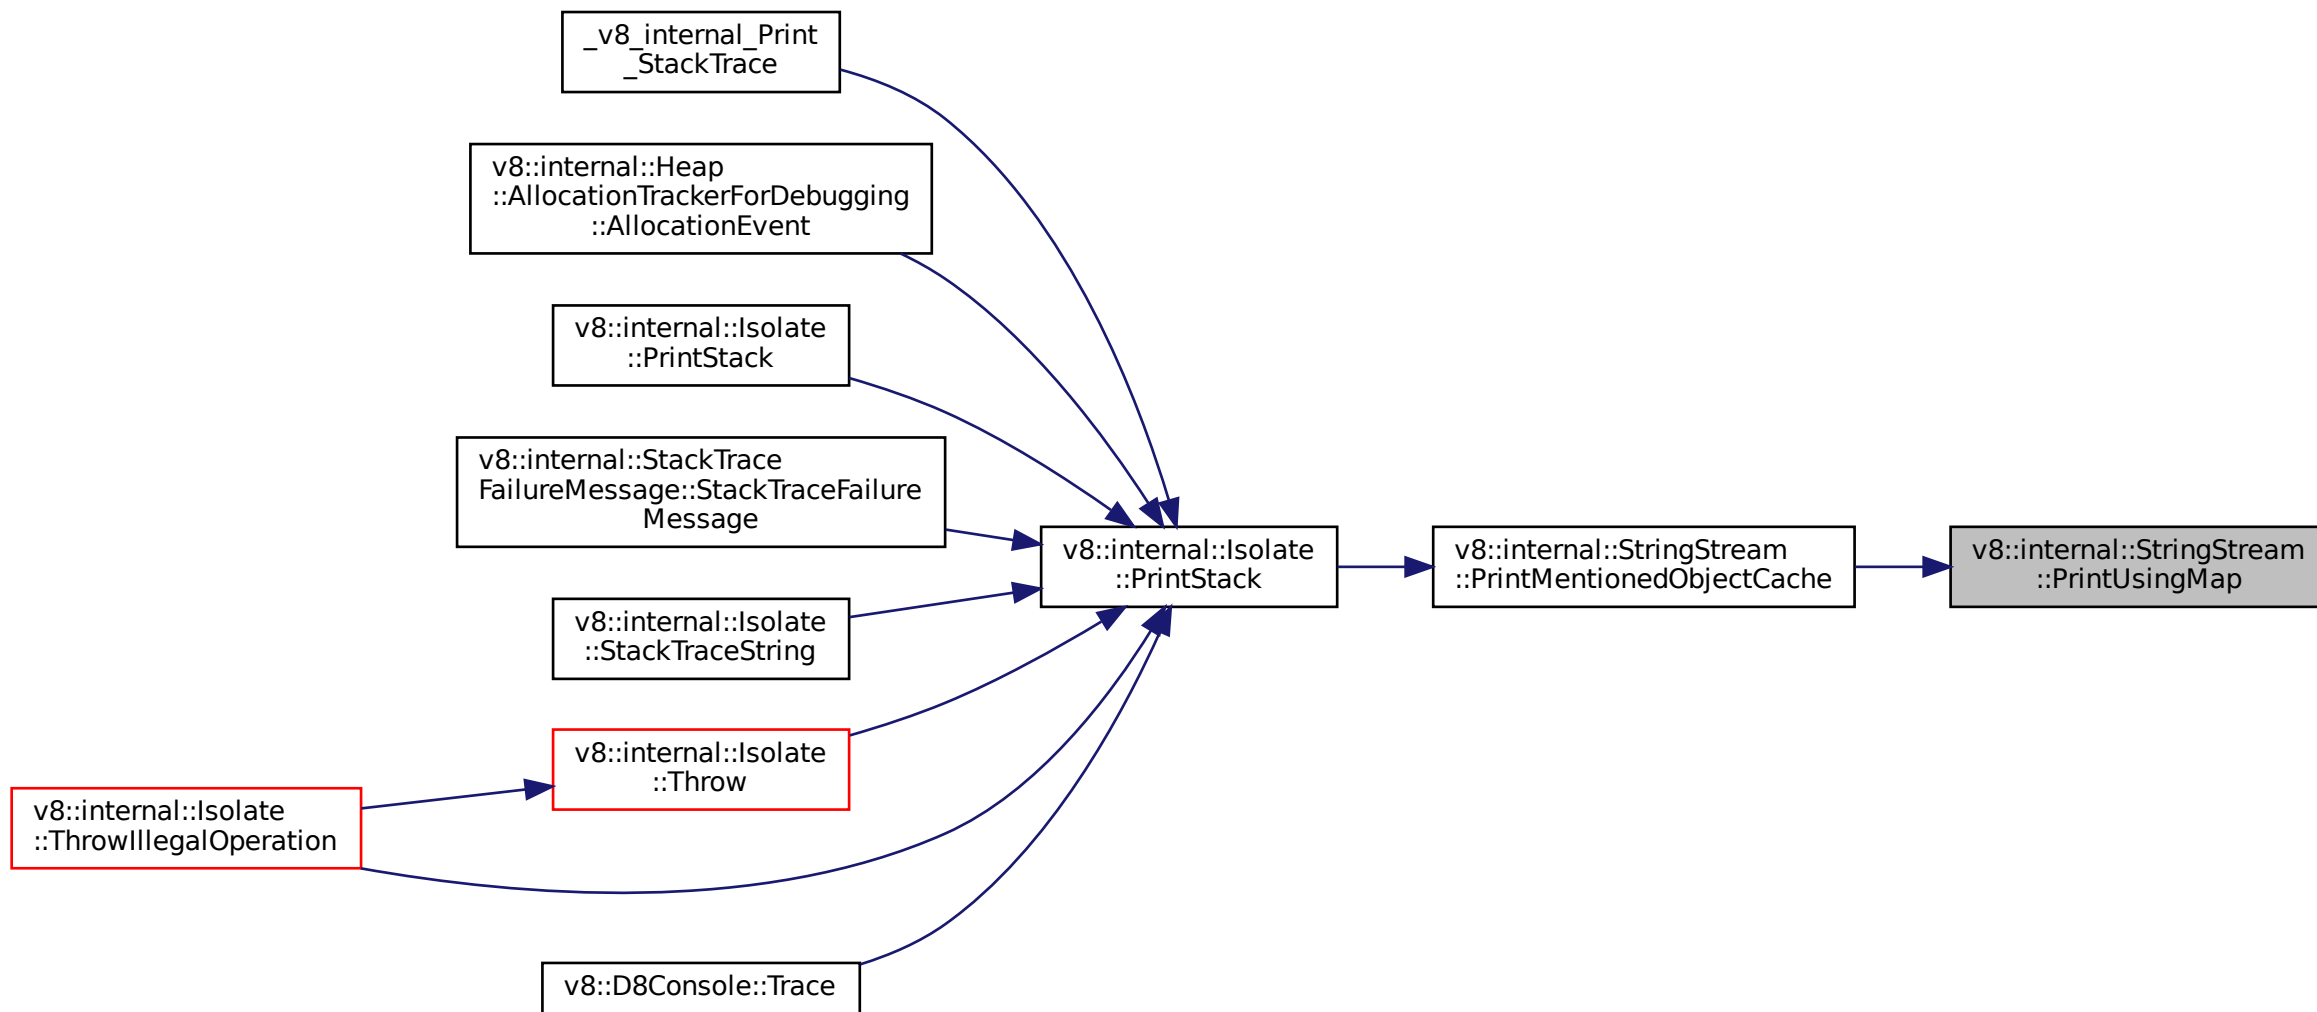 _v8_internal_Print
_StackTrace
v8::internal::Heap
::AllocationTrackerForDebugging
::AllocationEvent
v8::internal::Isolate
::PrintStack
v8::internal::StackTrace
FailureMessage::StackTraceFailure
Message
v8::internal::Isolate
::PrintStack
v8::internal::StringStream
::PrintMentionedObjectCache
v8::internal::StringStream
::PrintUsingMap
v8::internal::Isolate
::StackTraceString
v8::internal::Isolate
::Throw
v8::internal::Isolate
::ThrowIllegalOperation
v8::D8Console::Trace